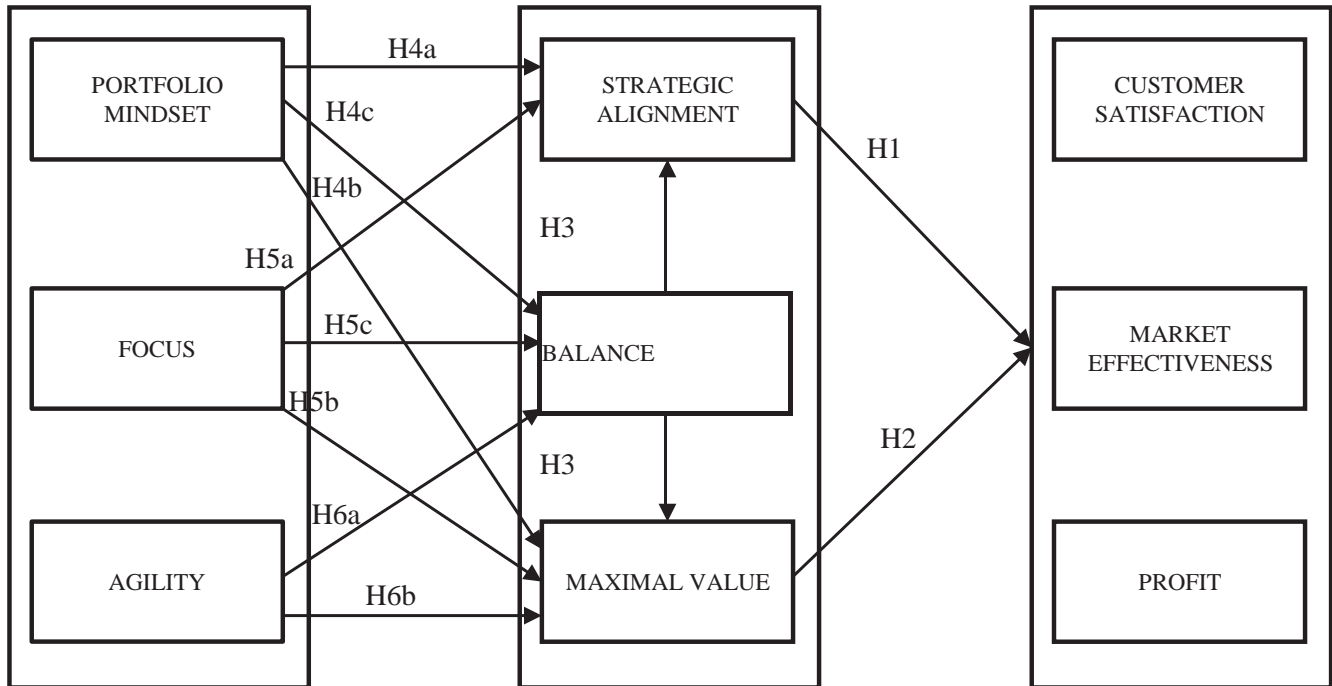 PORTFOLIO
MINDSET
FOCUS
AGILITY
H4a
H4c
H4b
H5a
H5c
H5b
H6a
H6b
STRATEGIC
ALIGNMENT
H3
BALANCE
H3
MAXIMAL VALUE
H1
H2
CUSTOMER
SATISFACTION
MARKET
EFFECTIVENESS
PROFIT